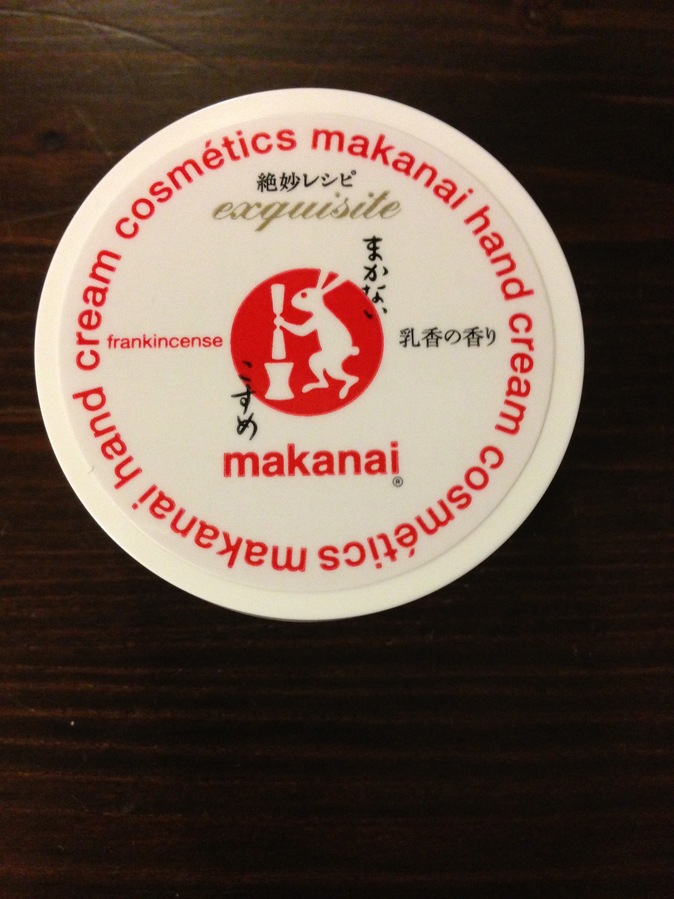 makanai hand cream cosmétics makanai hand cream cosmétics
絶妙レシピ
exquisite
まかない
frankincense
乳香の香り
こすめ
makanai
®